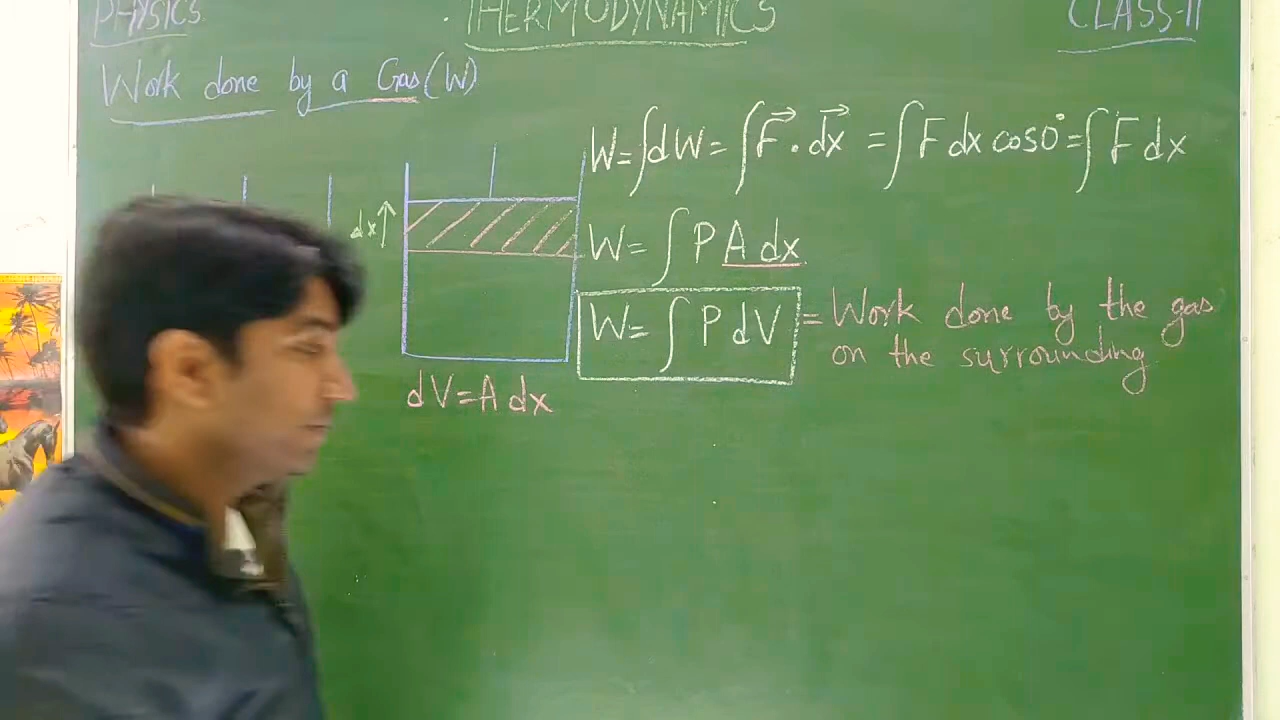 PHYSICS
THERMODYNAMICS
CLASS-11
Work done by a Gas (W)
W=∫dW=∫F⃗.dx⃗ =∫F dx cos0°=∫F dx
dx↑
W=∫P A dx
W=∫P dV = Work done by the gas
on the surrounding
dV=A dx